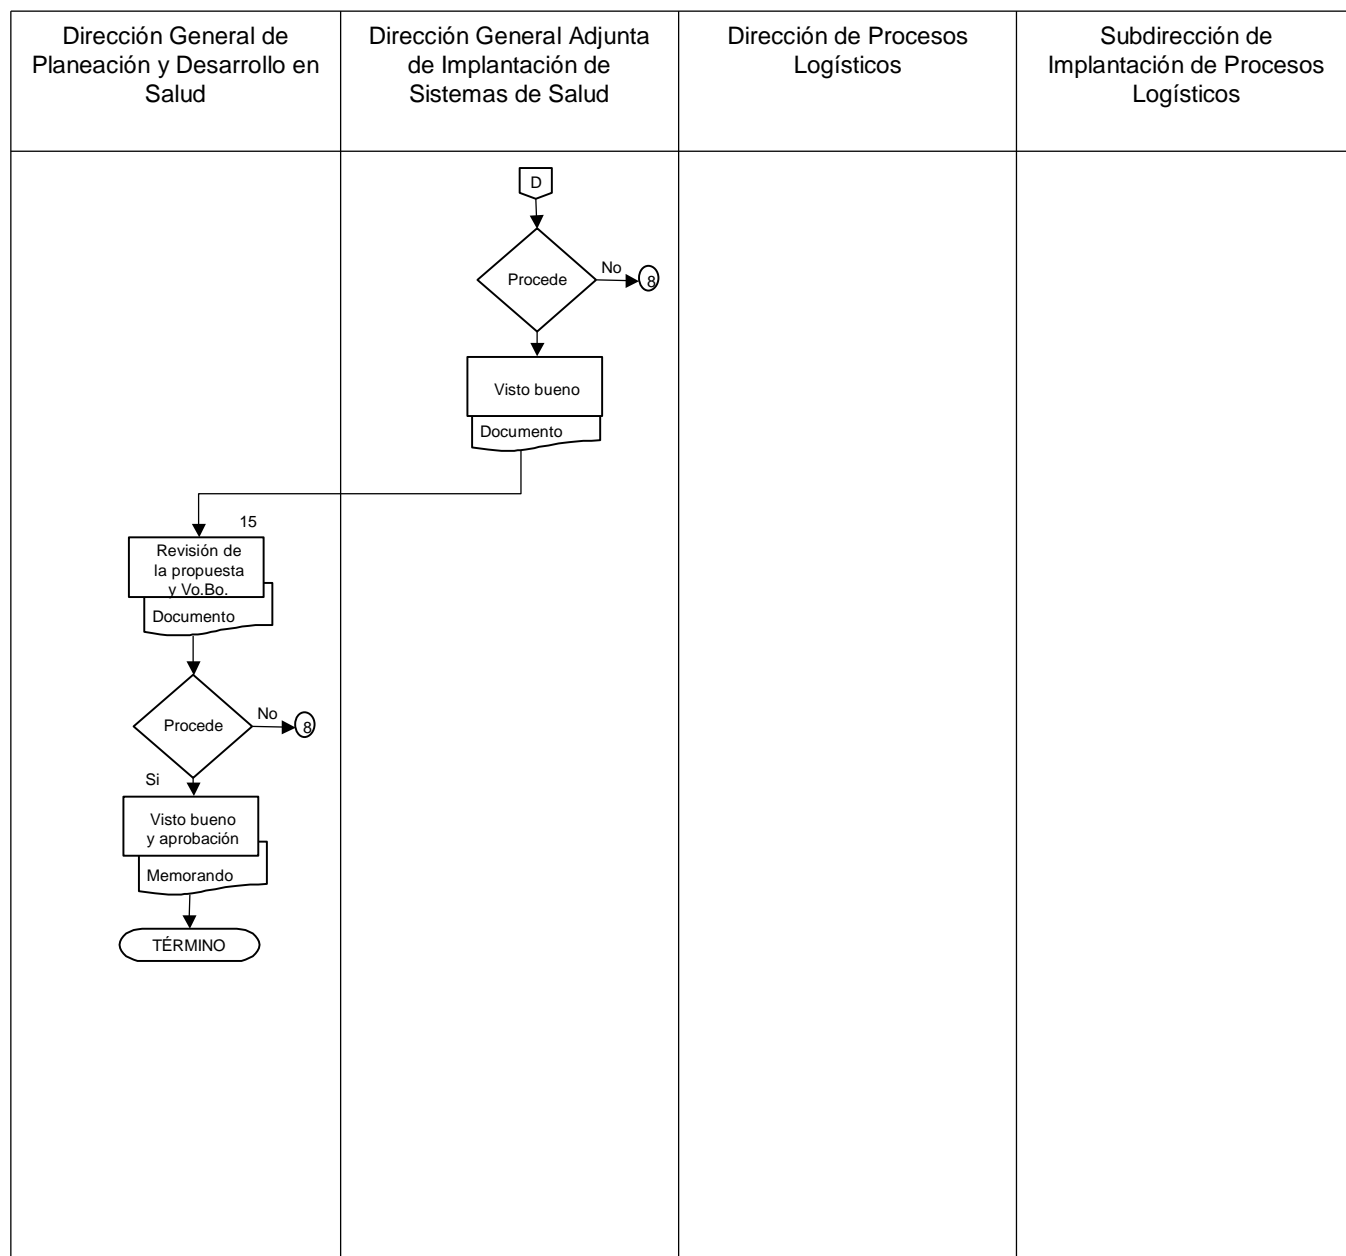 Dirección General de
Planeación y Desarrollo en
Salud
Dirección General Adjunta
de Implantación de
Sistemas de Salud
Dirección de Procesos
Logísticos
Subdirección de
Implantación de Procesos
Logísticos
D
Procede
No
8
Visto bueno
Documento
15
Revisión de
la propuesta
y Vo.Bo.
Documento
Procede
No
8
Si
Visto bueno
y aprobación
Memorando
TÉRMINO